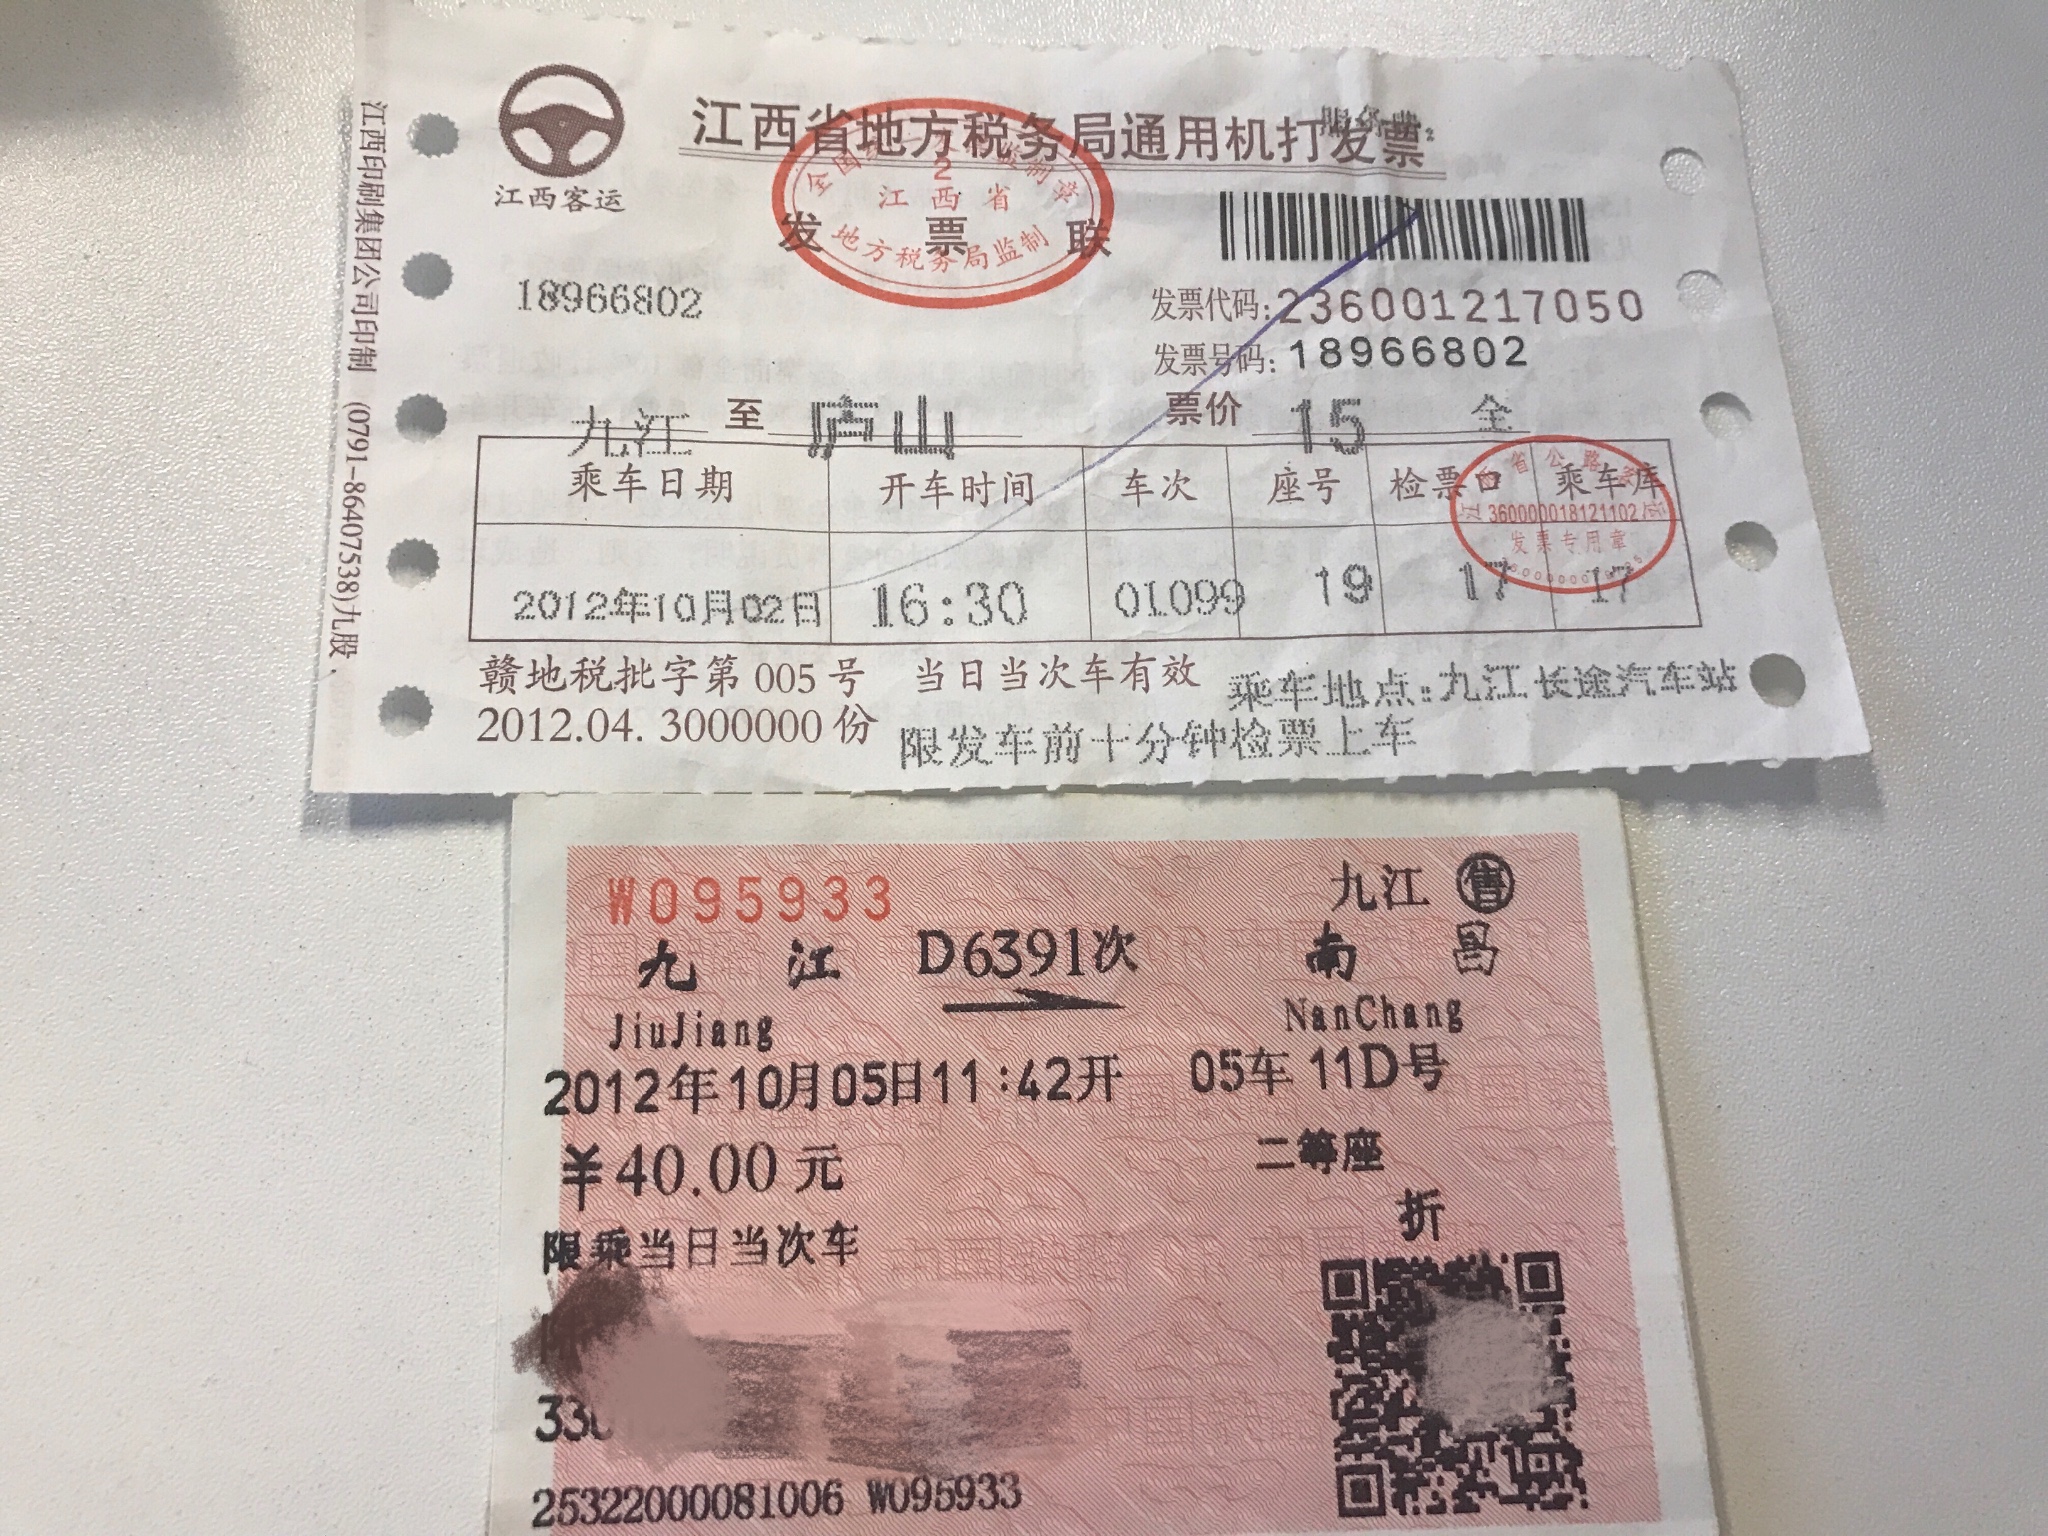 江西印刷集团公司印制 (0791-86407538)九股.
江西客运
江西省地方税务局通用机打发票
江西省
地方税务局监制
发票联
18966802
发票代码:236001217050
发票号码:18966802
九江 至 庐山 票价 15 全
乘车日期 开车时间 车次 座号 检票口 乘车库
2012年10月02日 16:30 01099 19 17 17
360000018121102
发票专用章
赣地税批字第 005 号 当日当次车有效 乘车地点:九江长途汽车站
2012.04. 3000000份 限发车前十分钟检票上车
W095933 九江 售
九江 D6391次 南昌
JiuJiang NanChang
2012年10月05日11:42开 05车 11D号
¥40.00元 二等座
折
限乘当日当次车
330
25322000081006 W095933